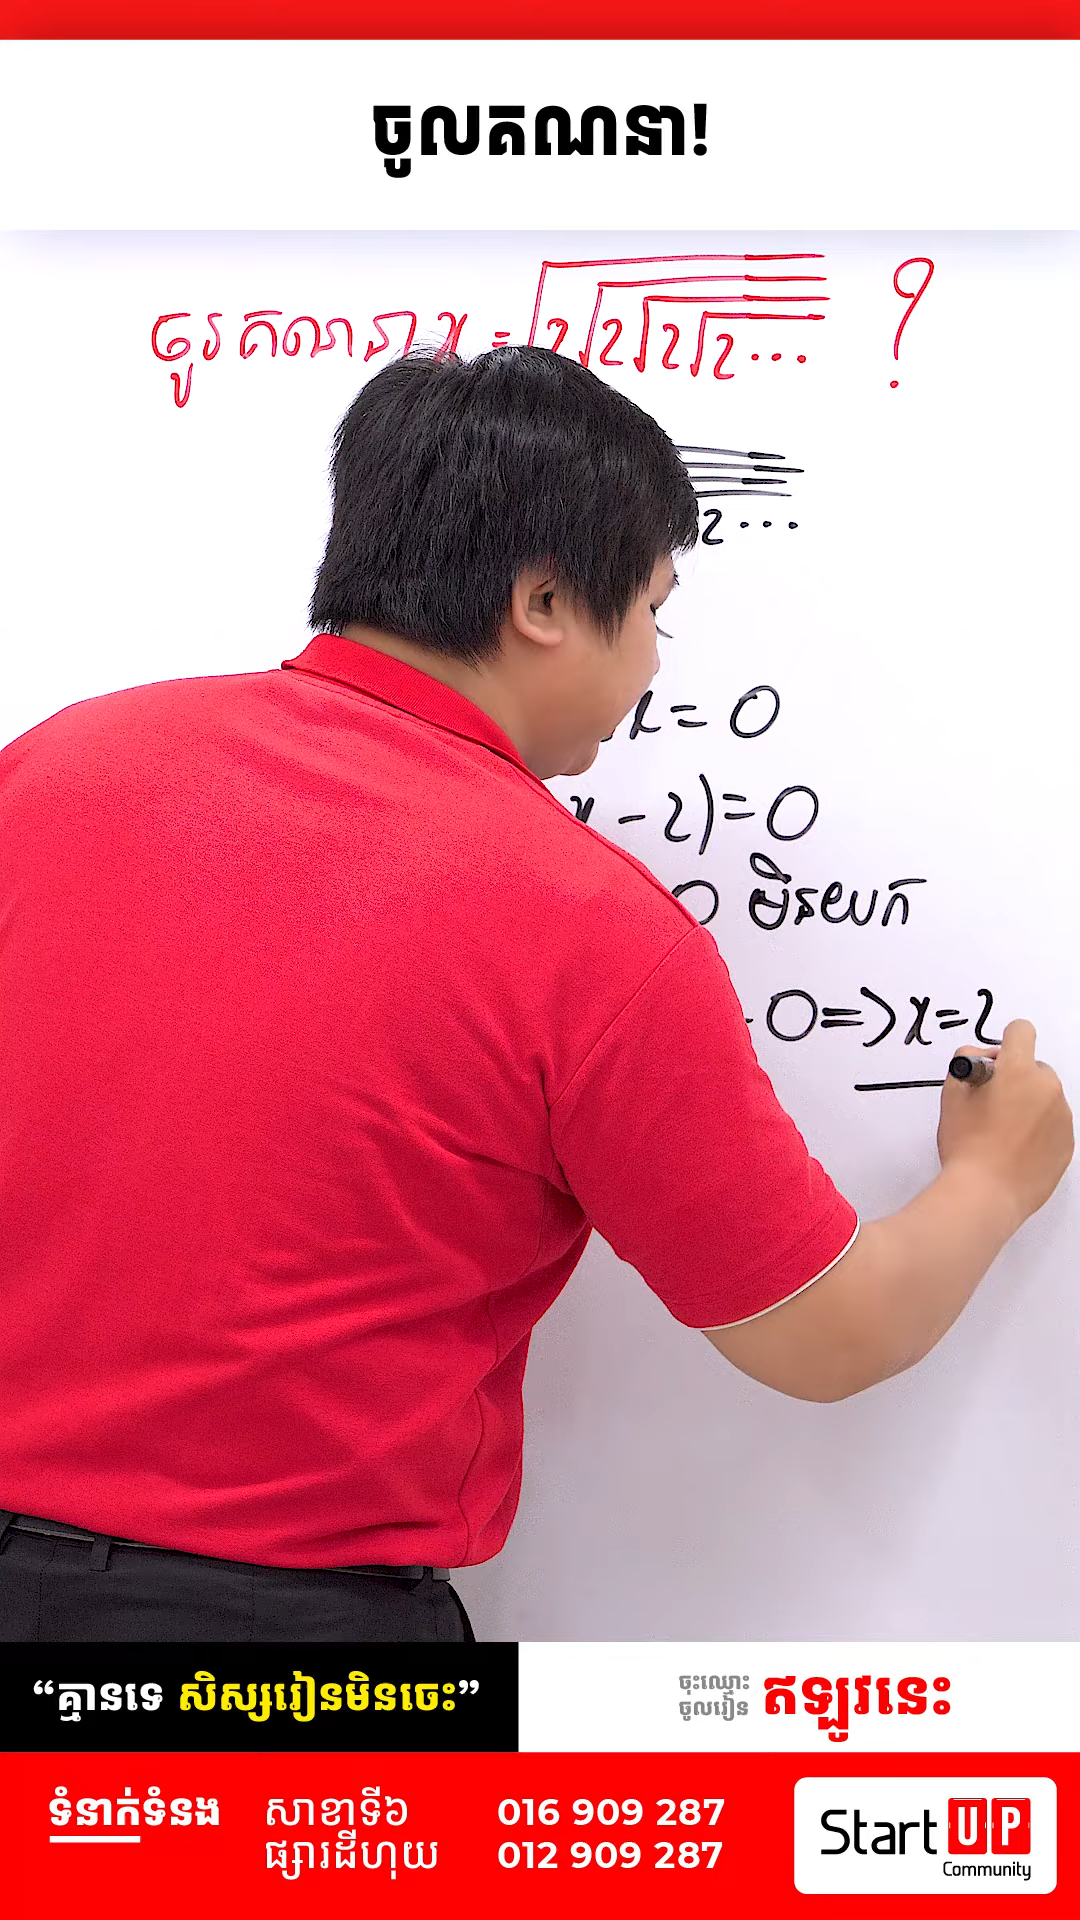 ចូលគណនា!
ចូរគណនា x = √2√2√2√2... ?
2...
x = 0
x - 2) = 0
0 មិនយក
0 => x = 2
“គ្មានទេ សិស្សរៀនមិនចេះ”
ចុះឈ្មោះ
ចូលរៀន
ឥឡូវនេះ
ទំនាក់ទំនង
សាខាទី៦
ផ្សារដីហុយ
016 909 287
012 909 287
Start UP
Community